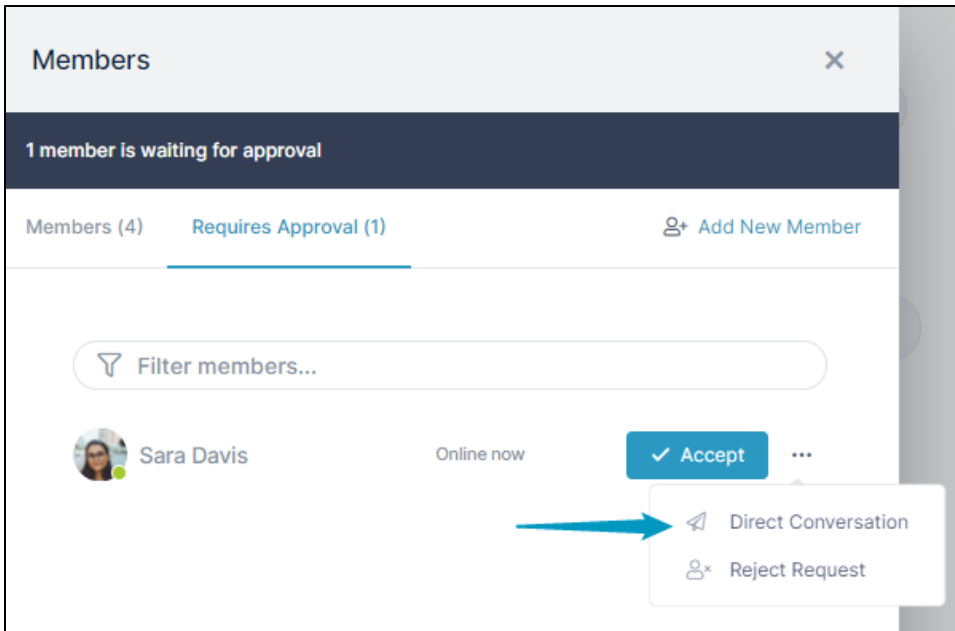 Members
1 member is waiting for approval
Members (4) Requires Approval (1) Add New Member
Filter members...
Sara Davis Online now Accept
Direct Conversation
Reject Request